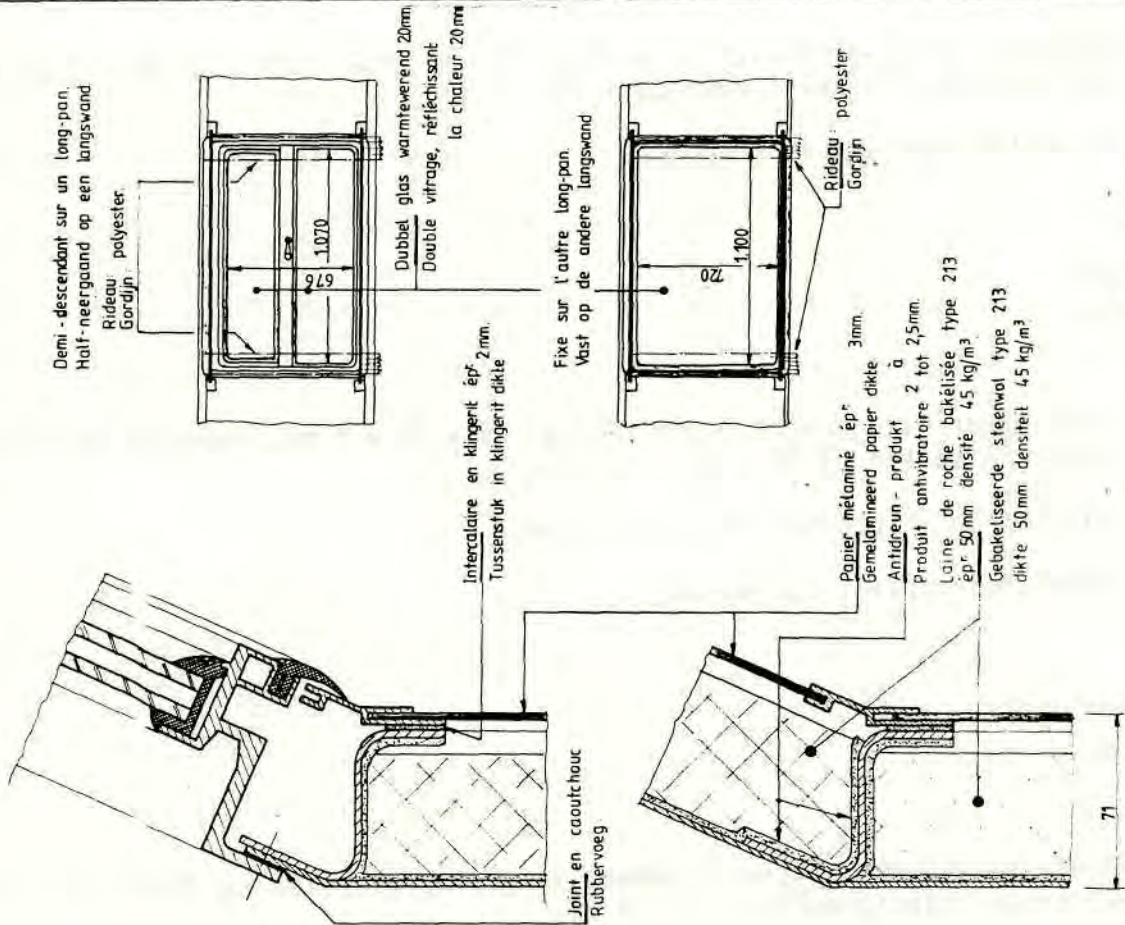 Demi - descendant sur un long-pan.
Half-neergaand op een langswand
Rideau: polyester.
Gordijn
676
1.070
Dubbel glas warmtewerend 20mm
Double vitrage, réfléchissant
la chaleur 20mm
Fixe sur l'autre long-pan.
Vast op de andere langswand
720
1.100
Rideau: polyester
Gordijn
Intercalaire en klingerit épr 2mm.
Tussenstuk in klingerit dikte
Papier mélaminé épr 3mm.
Gemelamineerd papier dikte
Antidreun - produkt à
Produit antivibratoire 2 tot 2,5mm.
Laine de roche bakélisée type 213
épr 50mm densité 45 kg/m³
Gebakeliseerde steenwol type 213
dikte 50mm densiteit 45 kg/m³
Joint en caoutchouc
Rubbervoeg
71